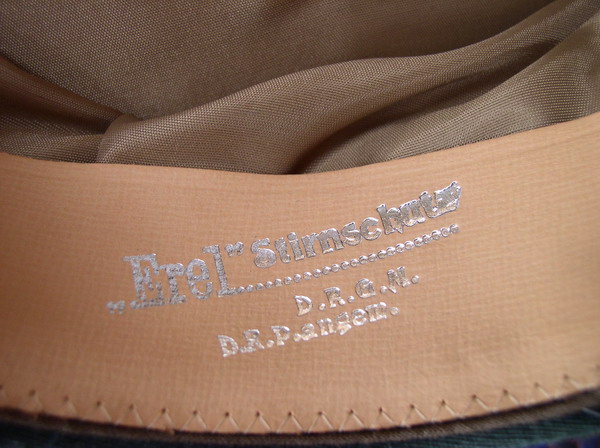 „Erel” Stirnschutz
D.R.G.M.
D.R.P. angem.